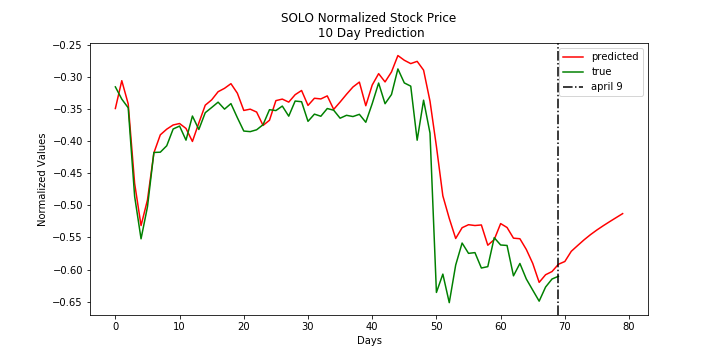 SOLO Normalized Stock Price
10 Day Prediction
−0.25
−0.30
−0.35
−0.40
−0.45
−0.50
−0.55
−0.60
−0.65
Normalized Values
predicted
true
april 9
0 10 20 30 40 50 60 70 80
Days